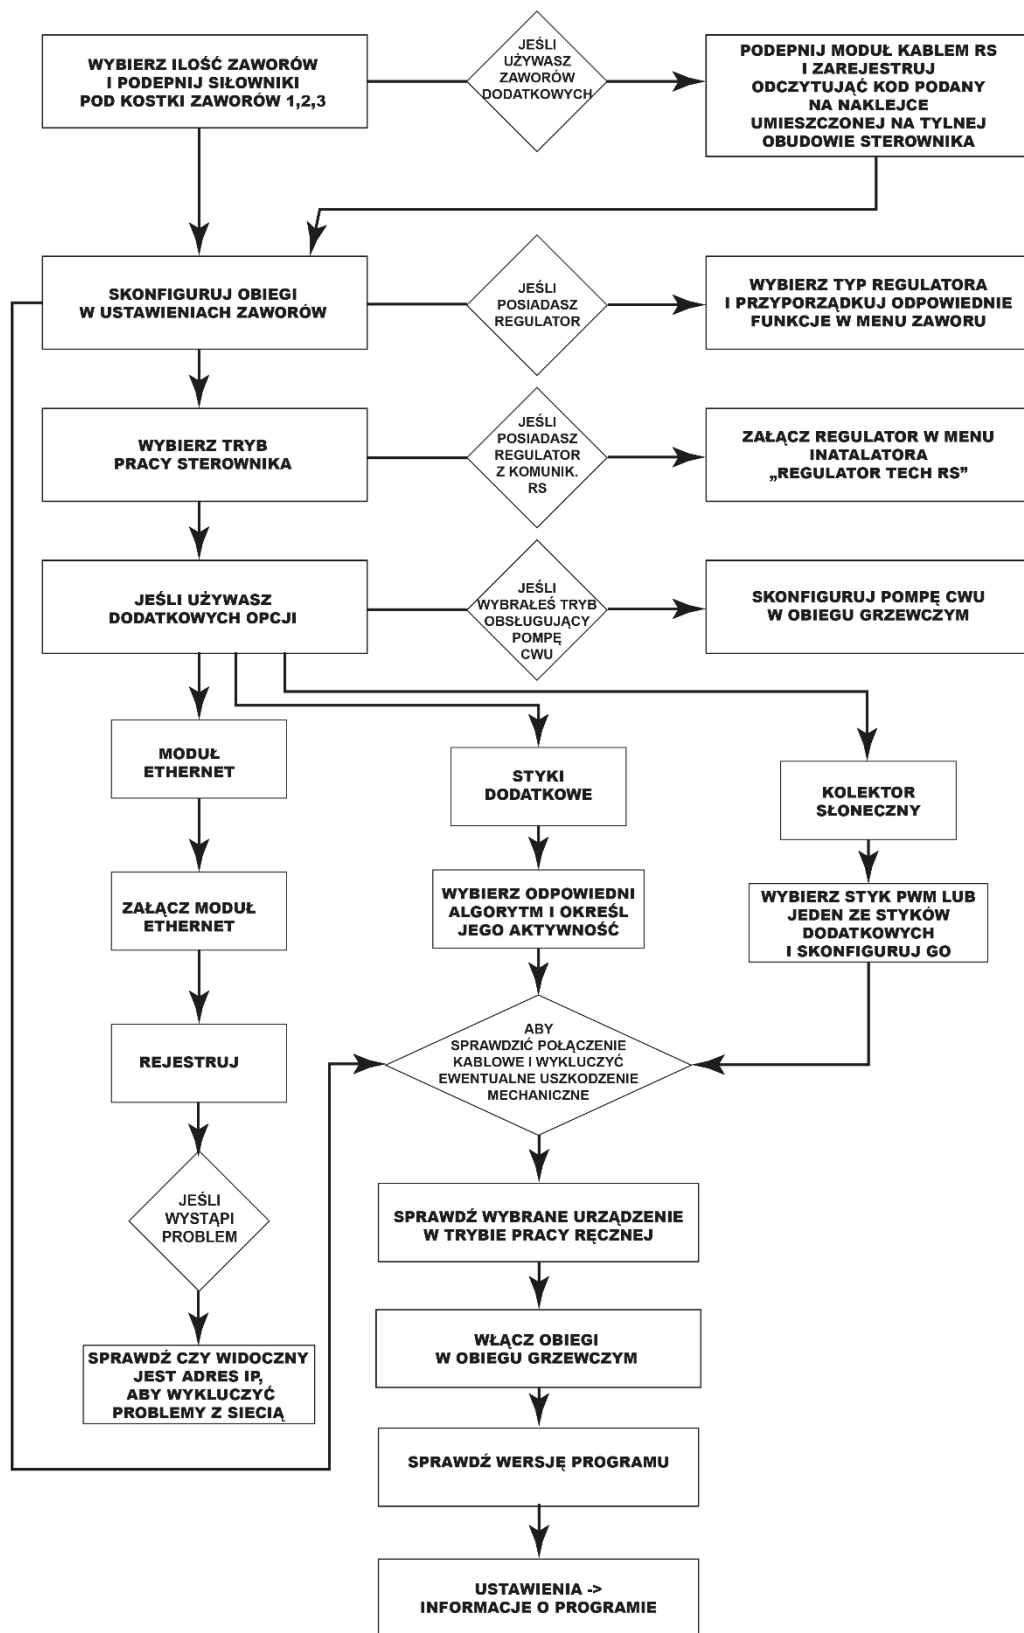 WYBIERZ ILOŚĆ ZAWORÓW
I PODEPNIJ SIŁOWNIKI
POD KOSTKI ZAWORÓW 1,2,3
JEŚLI
UŻYWASZ
ZAWORÓW
DODATKOWYCH
PODEPNIJ MODUŁ KABLEM RS
I ZAREJESTRUJ
ODCZYTUJĄC KOD PODANY
NA NAKLEJCE
UMIESZCZONEJ NA TYLNEJ
OBUDOWIE STEROWNIKA
SKONFIGURUJ OBIEGI
W USTAWIENIACH ZAWORÓW
JEŚLI
POSIADASZ
REGULATOR
WYBIERZ TYP REGULATORA
I PRZYPORZĄDKUJ ODPOWIEDNIE
FUNKCJE W MENU ZAWORU
WYBIERZ TRYB
PRACY STEROWNIKA
JEŚLI
POSIADASZ
REGULATOR
Z KOMUNIK.
RS
ZAŁĄCZ REGULATOR W MENU
INATALATORA
„REGULATOR TECH RS”
JEŚLI UŻYWASZ
DODATKOWYCH OPCJI
JEŚLI
WYBRAŁEŚ TRYB
OBSŁUGUJĄCY
POMPĘ
CWU
SKONFIGURUJ POMPĘ CWU
W OBIEGU GRZEWCZYM
MODUŁ
ETHERNET
STYKI
DODATKOWE
KOLEKTOR
SŁONECZNY
ZAŁĄCZ MODUŁ
ETHERNET
WYBIERZ ODPOWIEDNI
ALGORYTM I OKREŚL
JEGO AKTYWNOŚĆ
WYBIERZ STYK PWM LUB
JEDEN ZE STYKÓW
DODATKOWYCH
I SKONFIGURUJ GO
REJESTRUJ
ABY
SPRAWDZIĆ POŁĄCZENIE
KABLOWE I WYKLUCZYĆ
EWENTUALNE USZKODZENIE
MECHANICZNE
JEŚLI
WYSTĄPI
PROBLEM
SPRAWDŹ WYBRANE URZĄDZENIE
W TRYBIE PRACY RĘCZNEJ
SPRAWDŹ CZY WIDOCZNY
JEST ADRES IP,
ABY WYKLUCZYĆ
PROBLEMY Z SIECIĄ
WŁĄCZ OBIEGI
W OBIEGU GRZEWCZYM
SPRAWDŹ WERSJĘ PROGRAMU
USTAWIENIA ->
INFORMACJE O PROGRAMIE